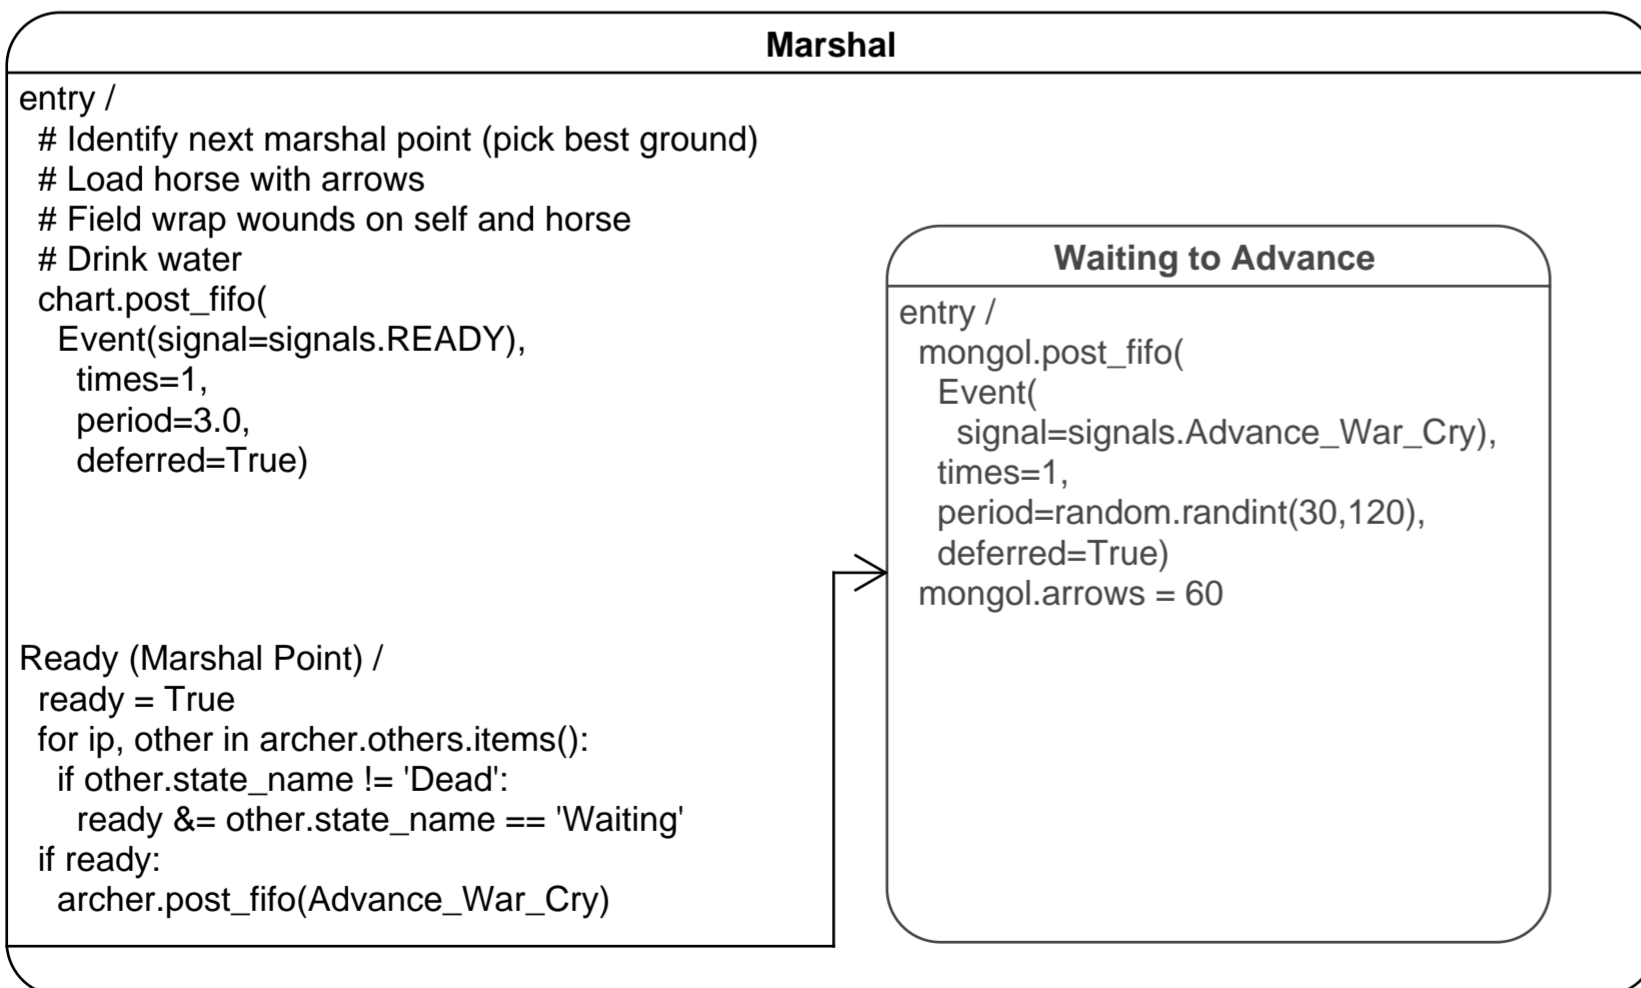 Marshal
entry /
# Identify next marshal point (pick best ground)
# Load horse with arrows
# Field wrap wounds on self and horse
# Drink water
chart.post_fifo(
Event(signal=signals.READY),
times=1,
period=3.0,
deferred=True)
Ready (Marshal Point) /
ready = True
for ip, other in archer.others.items():
if other.state_name != 'Dead':
ready &= other.state_name == 'Waiting'
if ready:
archer.post_fifo(Advance_War_Cry)
Waiting to Advance
entry /
mongol.post_fifo(
Event(
signal=signals.Advance_War_Cry),
times=1,
period=random.randint(30,120),
deferred=True)
mongol.arrows = 60